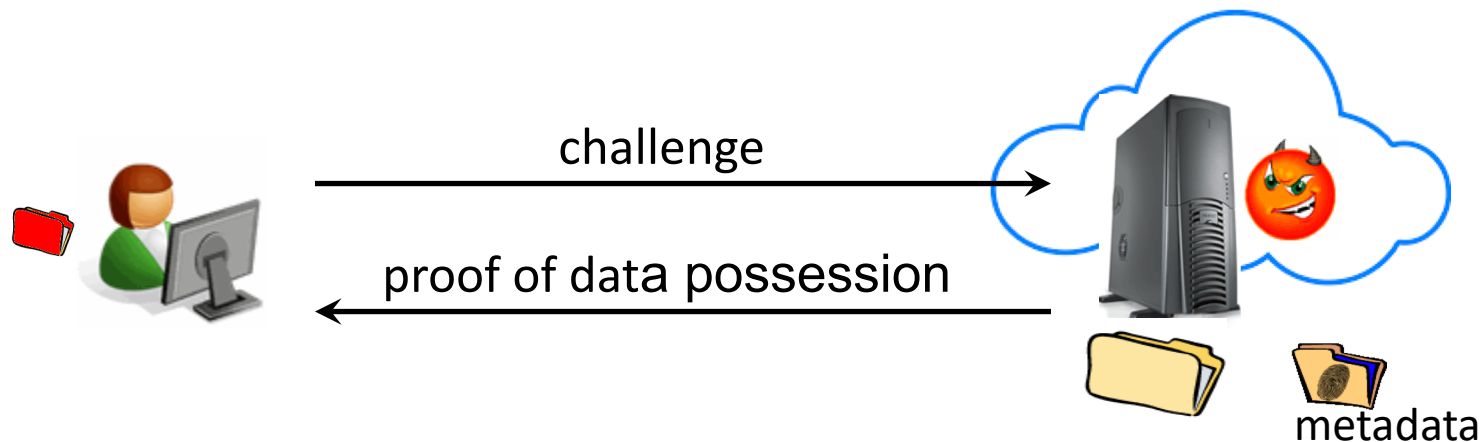 challenge
proof of data possession
metadata